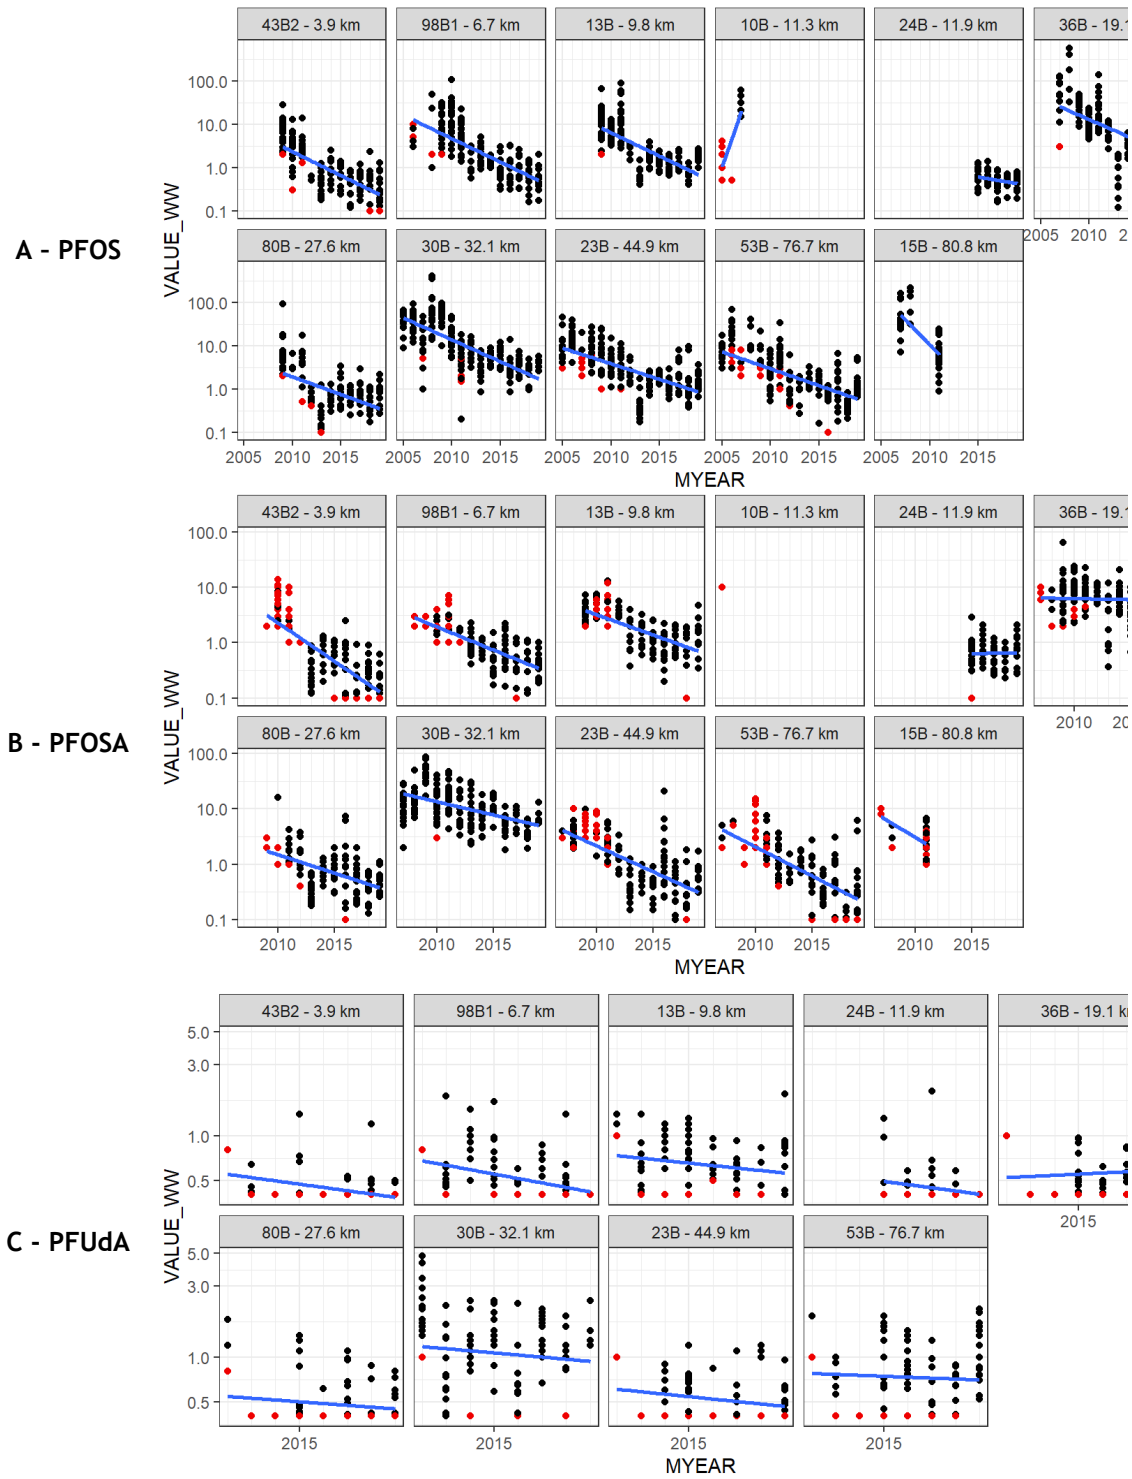 43B2 - 3.9 km
98B1 - 6.7 km
13B - 9.8 km
10B - 11.3 km
24B - 11.9 km
36B - 19.1
100.0
10.0
1.0
0.1
VALUE_WW
A - PFOS
2005 2010 2
80B - 27.6 km
30B - 32.1 km
23B - 44.9 km
53B - 76.7 km
15B - 80.8 km
100.0
10.0
1.0
0.1
2005 2010 2015
2005 2010 2015
2005 2010 2015
2005 2010 2015
2005 2010 2015
MYEAR
43B2 - 3.9 km
98B1 - 6.7 km
13B - 9.8 km
10B - 11.3 km
24B - 11.9 km
36B - 19.1
100.0
10.0
1.0
0.1
VALUE_WW
B - PFOSA
2010 20
80B - 27.6 km
30B - 32.1 km
23B - 44.9 km
53B - 76.7 km
15B - 80.8 km
100.0
10.0
1.0
0.1
2010 2015
2010 2015
2010 2015
2010 2015
2010 2015
MYEAR
43B2 - 3.9 km
98B1 - 6.7 km
13B - 9.8 km
24B - 11.9 km
36B - 19.1 k
5.0
3.0
1.0
0.5
VALUE_WW
C - PFUdA
2015
80B - 27.6 km
30B - 32.1 km
23B - 44.9 km
53B - 76.7 km
5.0
3.0
1.0
0.5
2015
2015
2015
2015
MYEAR